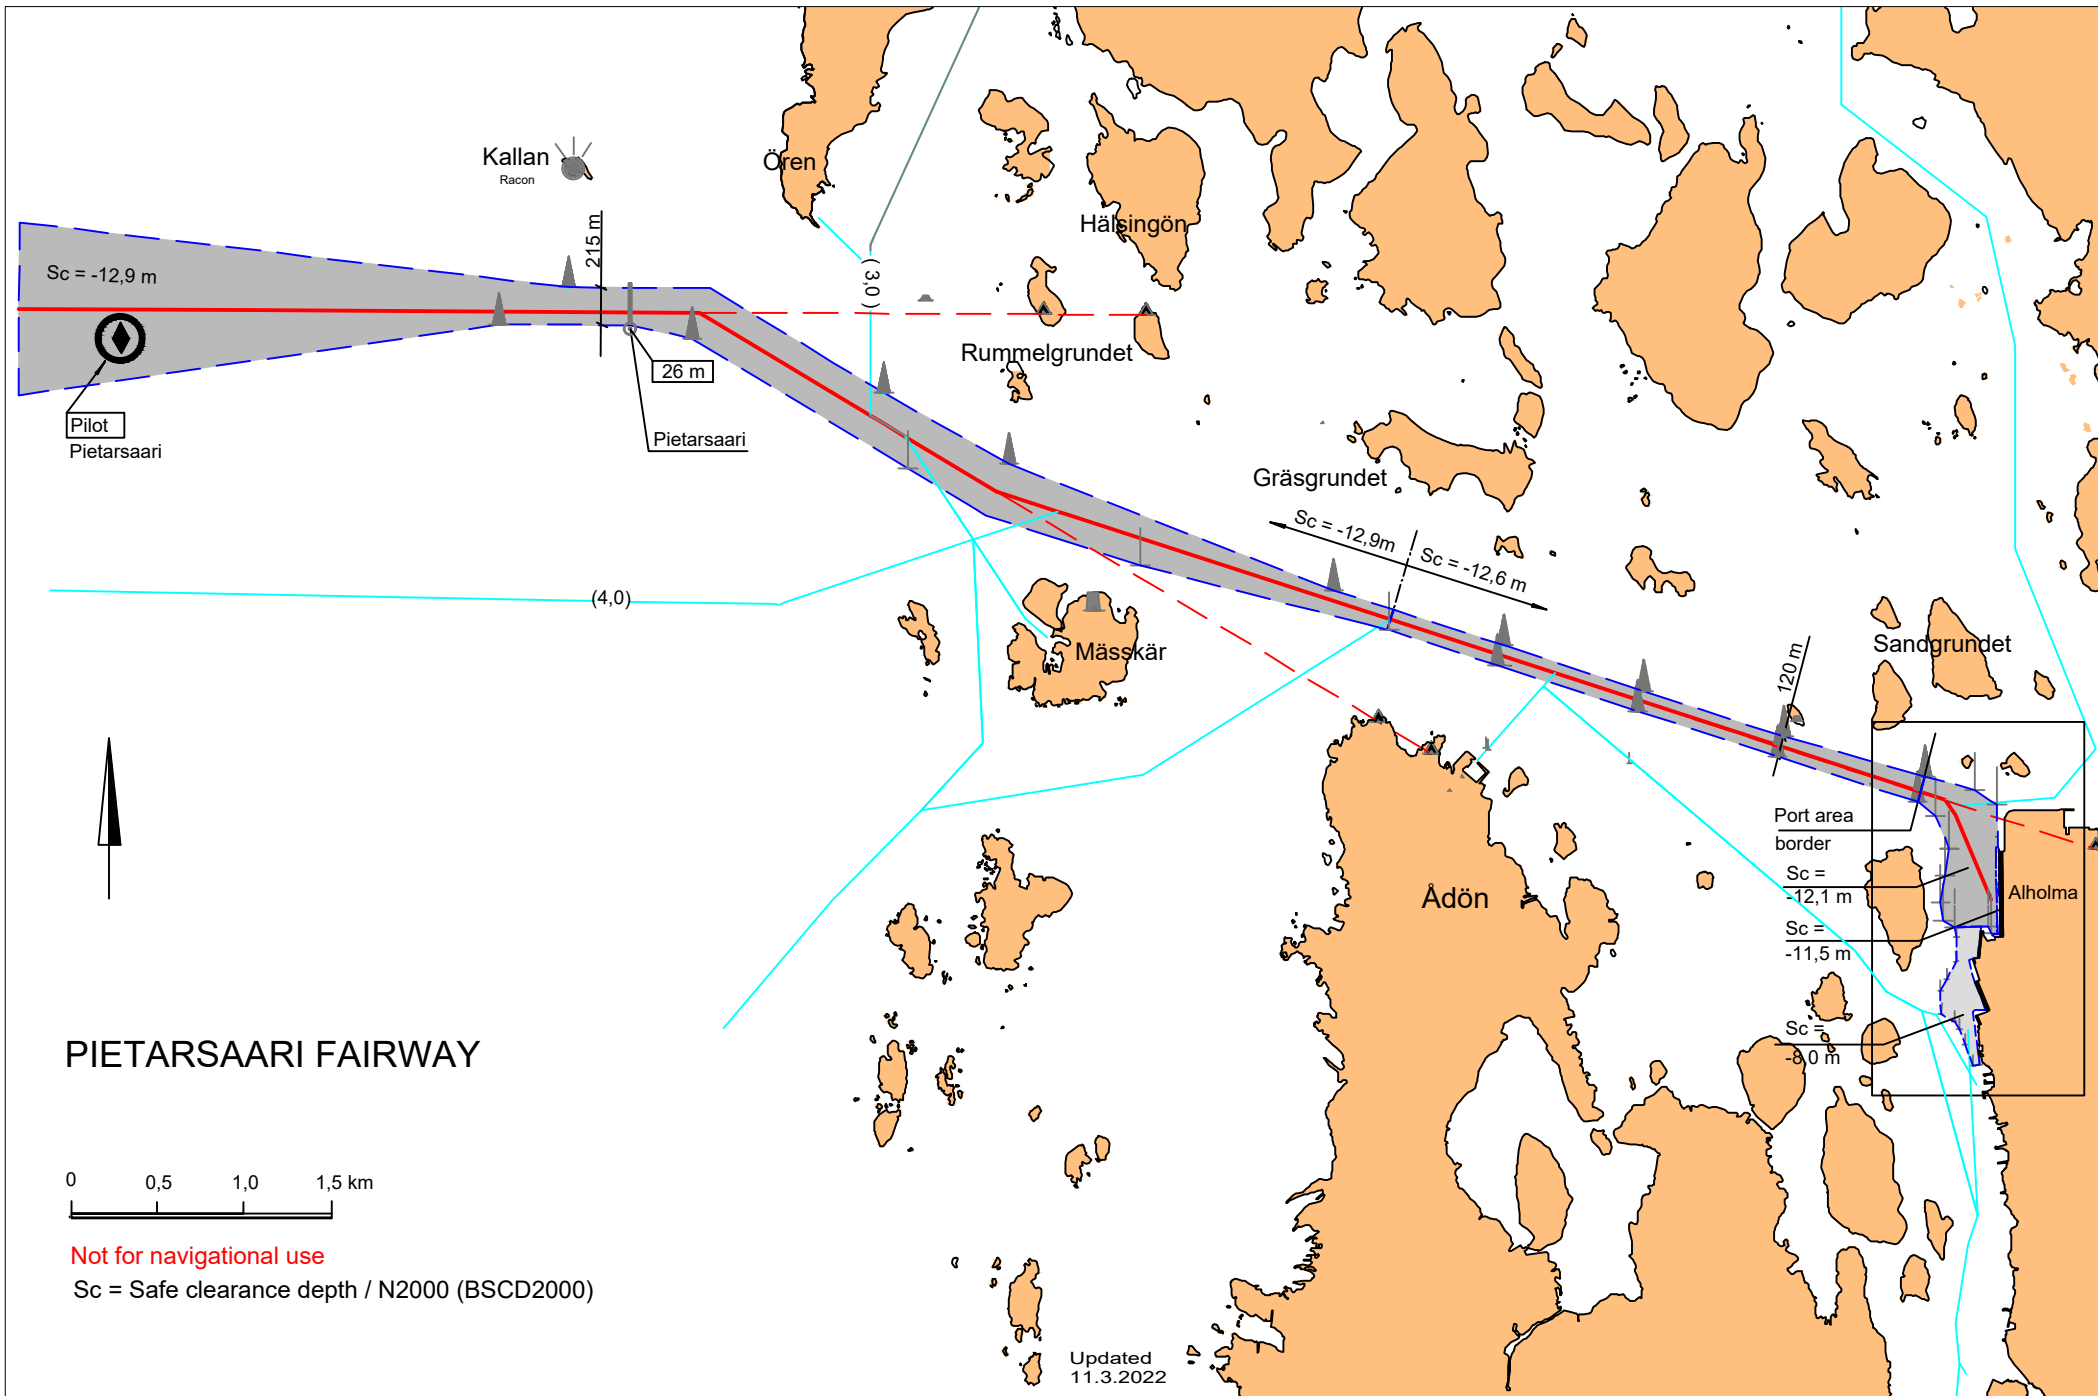 Kallan
Racon
Ören
Hälsingön
215 m
Sc = -12,9 m
( 3,0 )
Rummelgrundet
26 m
Pilot
Pietarsaari
Pietarsaari
Gräsgrundet
Sc = -12,9m
Sc = -12,6 m
(4,0)
Mässkär
Sandgrundet
120 m
Port area
border
Sc =
-12,1 m
Alholma
Ådön
Sc =
-11,5 m
Sc =
-8,0 m
PIETARSAARI FAIRWAY
0 0,5 1,0 1,5 km
Not for navigational use
Sc = Safe clearance depth / N2000 (BSCD2000)
Updated
11.3.2022